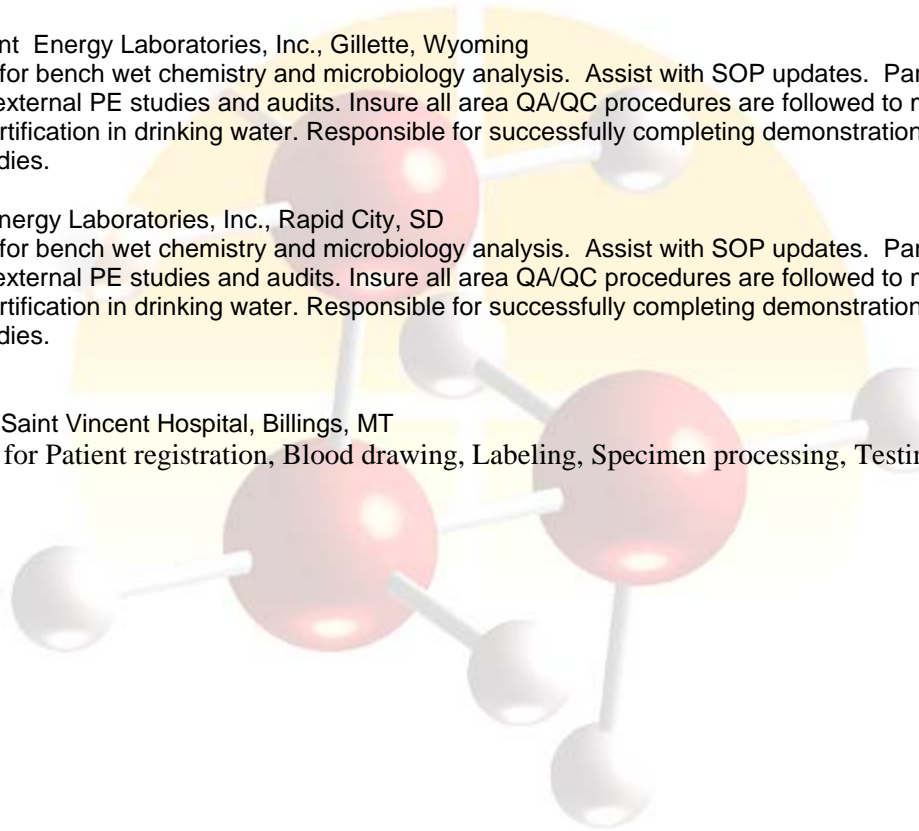 nt Energy Laboratories, Inc., Gillette, Wyoming
for bench wet chemistry and microbiology analysis. Assist with SOP updates. Par
external PE studies and audits. Insure all area QA/QC procedures are followed to
rtification in drinking water. Responsible for successfully completing demonstration
dies.
nergy Laboratories, Inc., Rapid City, SD
for bench wet chemistry and microbiology analysis. Assist with SOP updates. Par
external PE studies and audits. Insure all area QA/QC procedures are followed to
rtification in drinking water. Responsible for successfully completing demonstration
dies.
Saint Vincent Hospital, Billings, MT
for Patient registration, Blood drawing, Labeling, Specimen processing, Testin